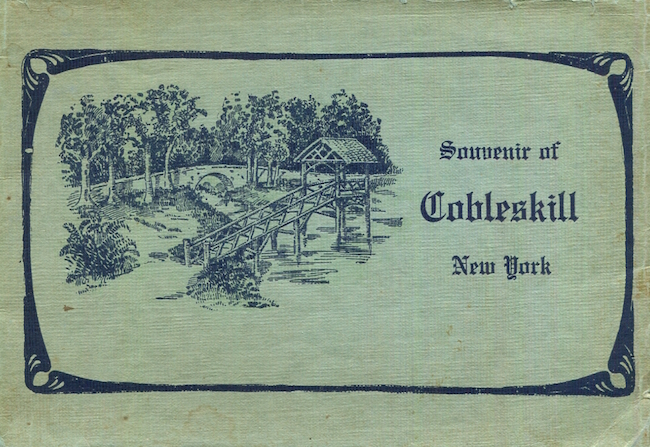 Souvenir of
Cobleskill
New York